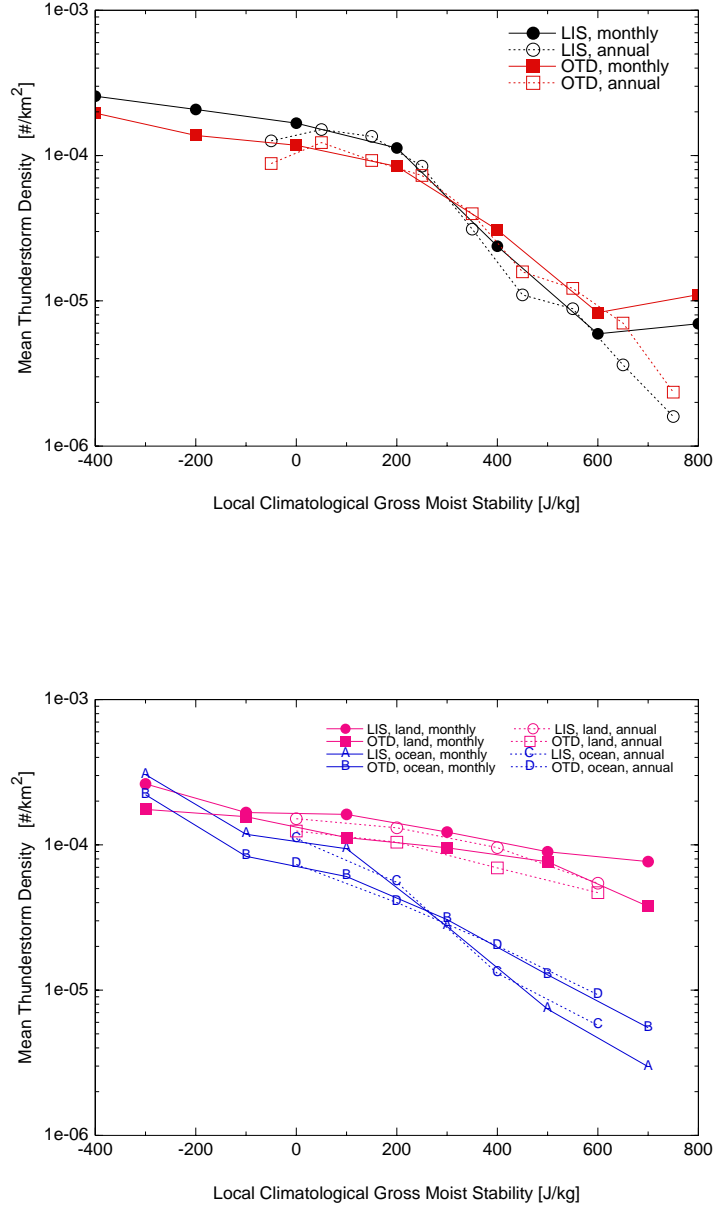 1e-03
LIS, monthly
LIS, annual
OTD, monthly
OTD, annual
1e-04
1e-05
1e-06
Mean Thunderstorm Density [#/km²]
-400 -200 0 200 400 600 800
Local Climatological Gross Moist Stability [J/kg]
1e-03
LIS, land, monthly LIS, land, annual
OTD, land, monthly OTD, land, annual
A LIS, ocean, monthly C LIS, ocean, annual
B OTD, ocean, monthly D OTD, ocean, annual
1e-04
1e-05
1e-06
Mean Thunderstorm Density [#/km²]
A A A A A A
B B B B B B
C C C C
D D D D
-400 -200 0 200 400 600 800
Local Climatological Gross Moist Stability [J/kg]